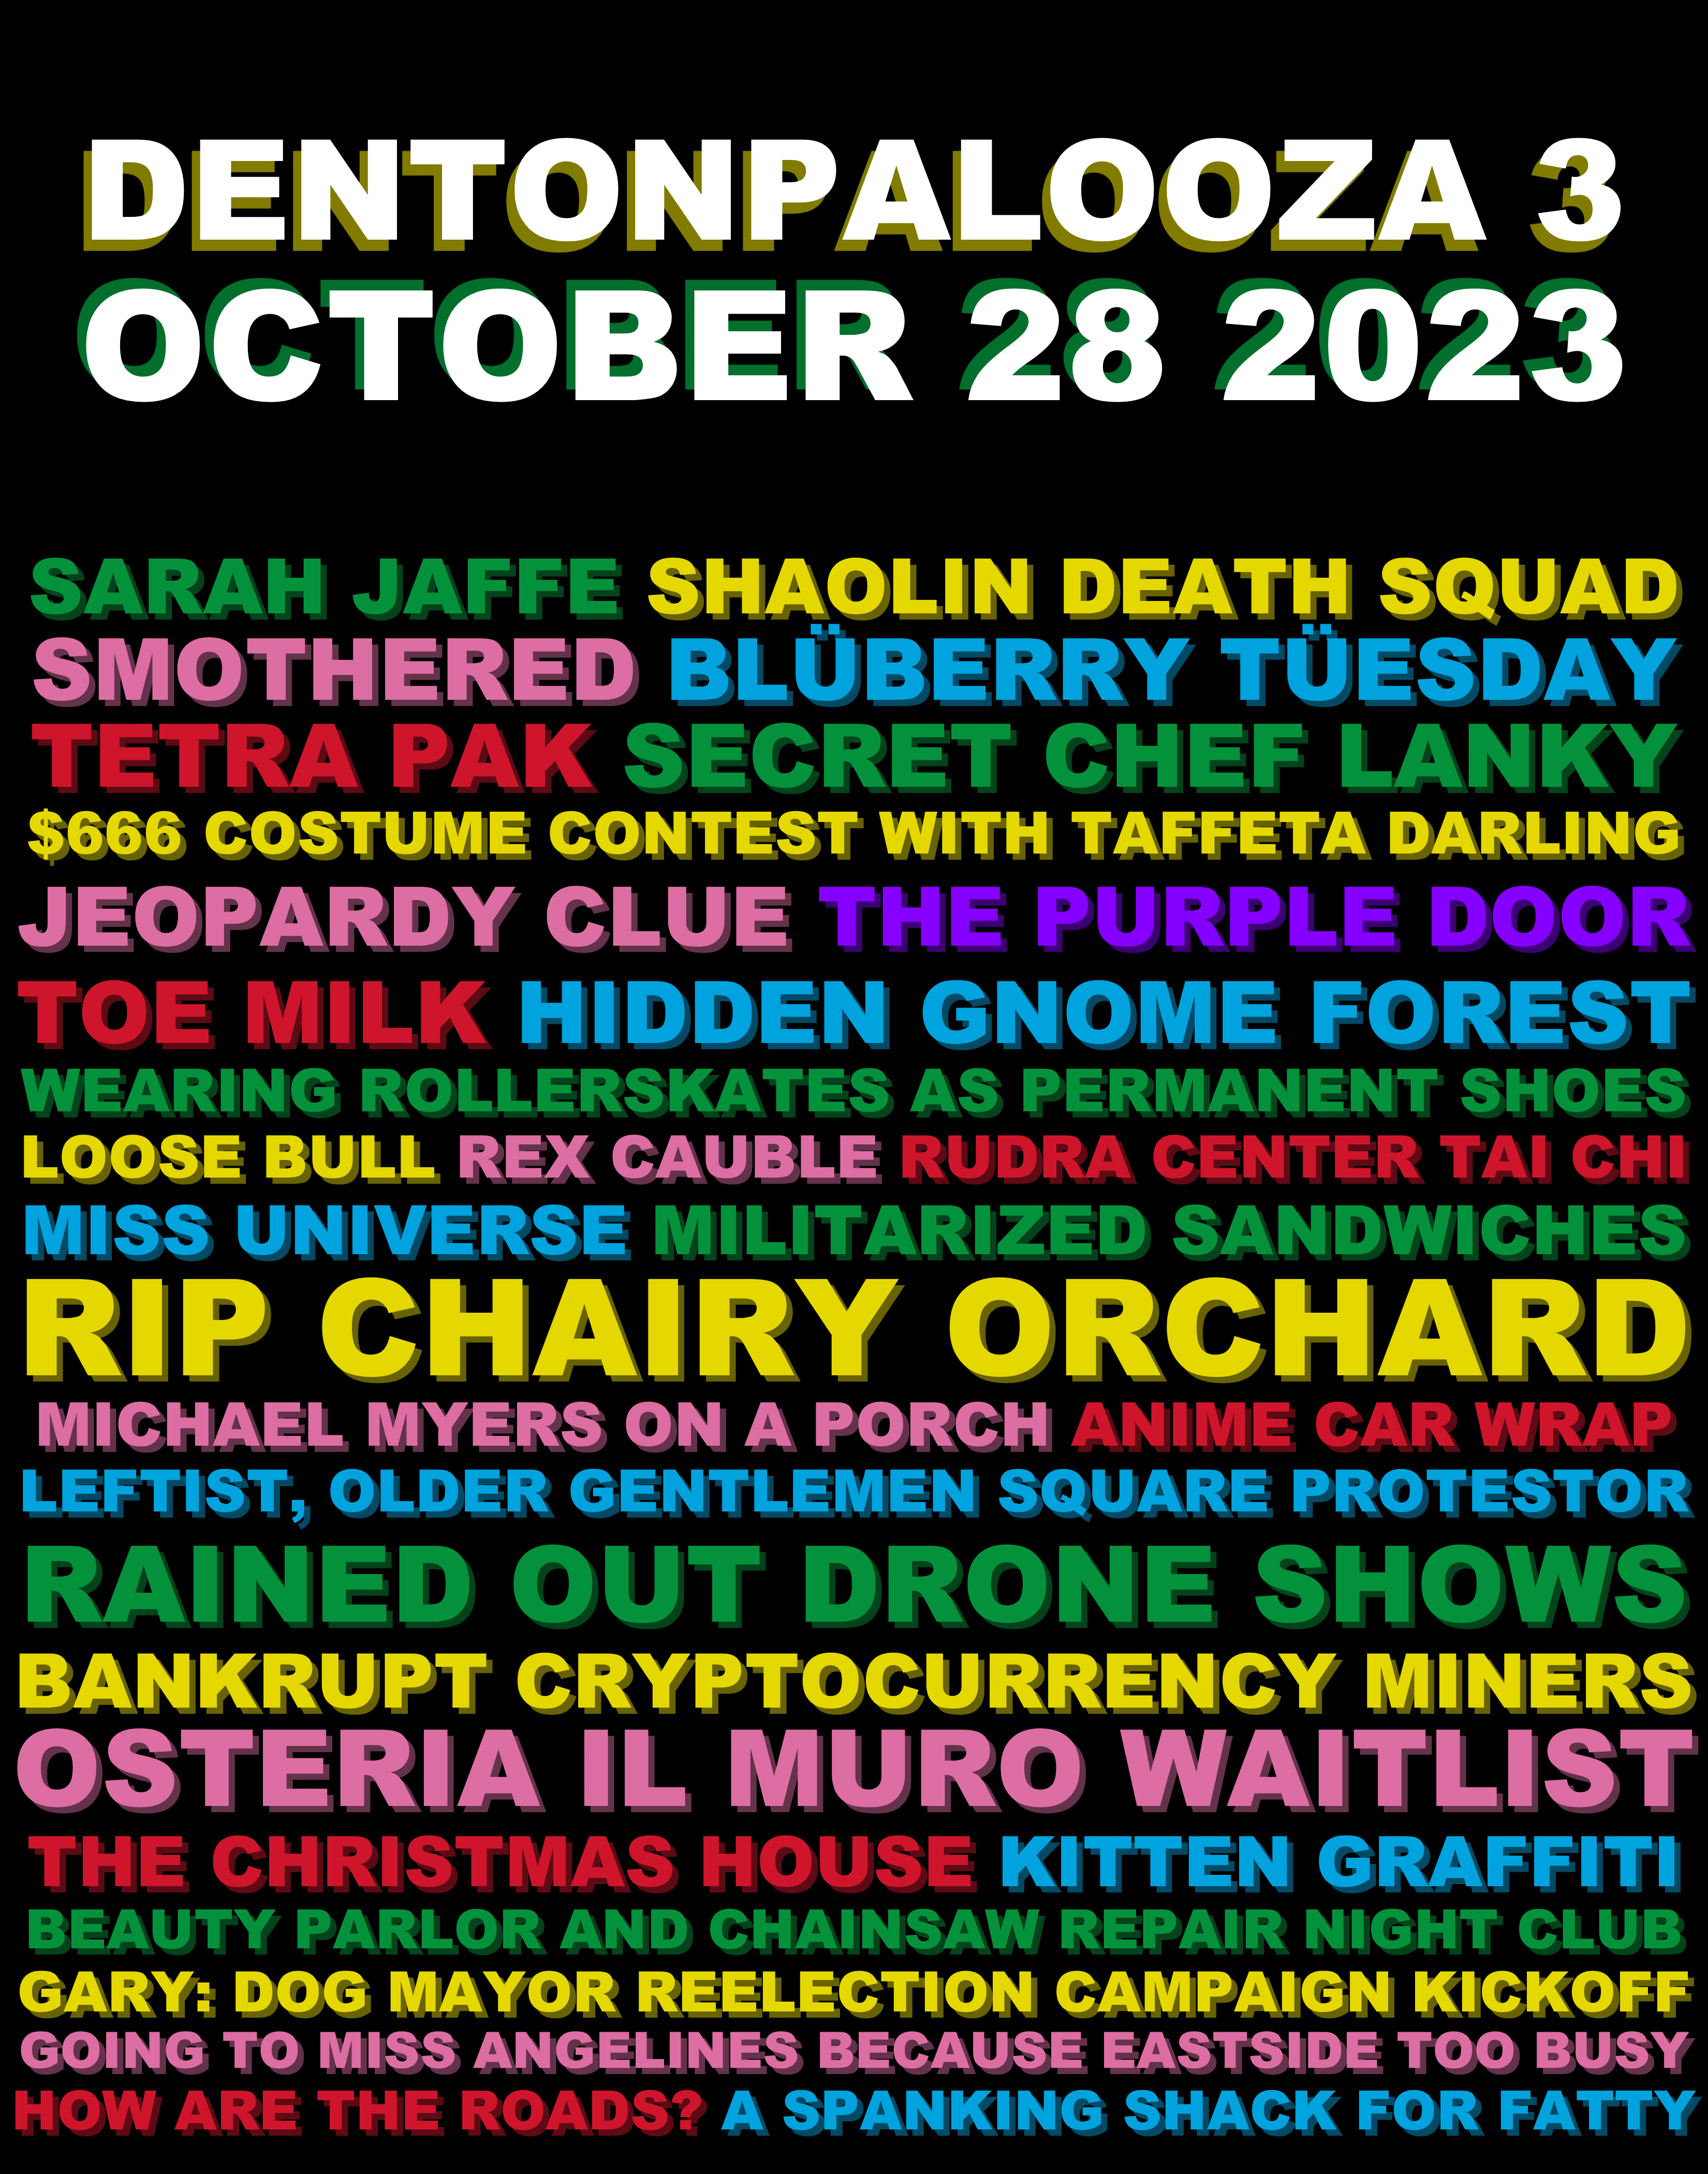 DENTONPALOOZA 3
OCTOBER 28 2023
SARAH JAFFE SHAOLIN DEATH SQUAD
SMOTHERED BLÜBERRY TÜESDAY
TETRA PAK SECRET CHEF LANKY
$666 COSTUME CONTEST WITH TAFFETA DARLING
JEOPARDY CLUE THE PURPLE DOOR
TOE MILK HIDDEN GNOME FOREST
WEARING ROLLERSKATES AS PERMANENT SHOES
LOOSE BULL REX CAUBLE RUDRA CENTER TAI CHI
MISS UNIVERSE MILITARIZED SANDWICHES
RIP CHAIRY ORCHARD
MICHAEL MYERS ON A PORCH ANIME CAR WRAP
LEFTIST, OLDER GENTLEMEN SQUARE PROTESTOR
RAINED OUT DRONE SHOWS
BANKRUPT CRYPTOCURRENCY MINERS
OSTERIA IL MURO WAITLIST
THE CHRISTMAS HOUSE KITTEN GRAFFITI
BEAUTY PARLOR AND CHAINSAW REPAIR NIGHT CLUB
GARY: DOG MAYOR REELECTION CAMPAIGN KICKOFF
GOING TO MISS ANGELINES BECAUSE EASTSIDE TOO BUSY
HOW ARE THE ROADS? A SPANKING SHACK FOR FATTY